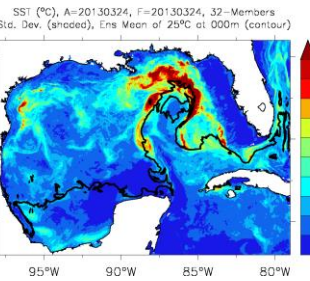 SST (°C), A=20130324, F=20130324, 32-Members
Std. Dev. (shaded), Ens Mean of 25°C at 000m (contour)
95°W 90°W 85°W 80°W